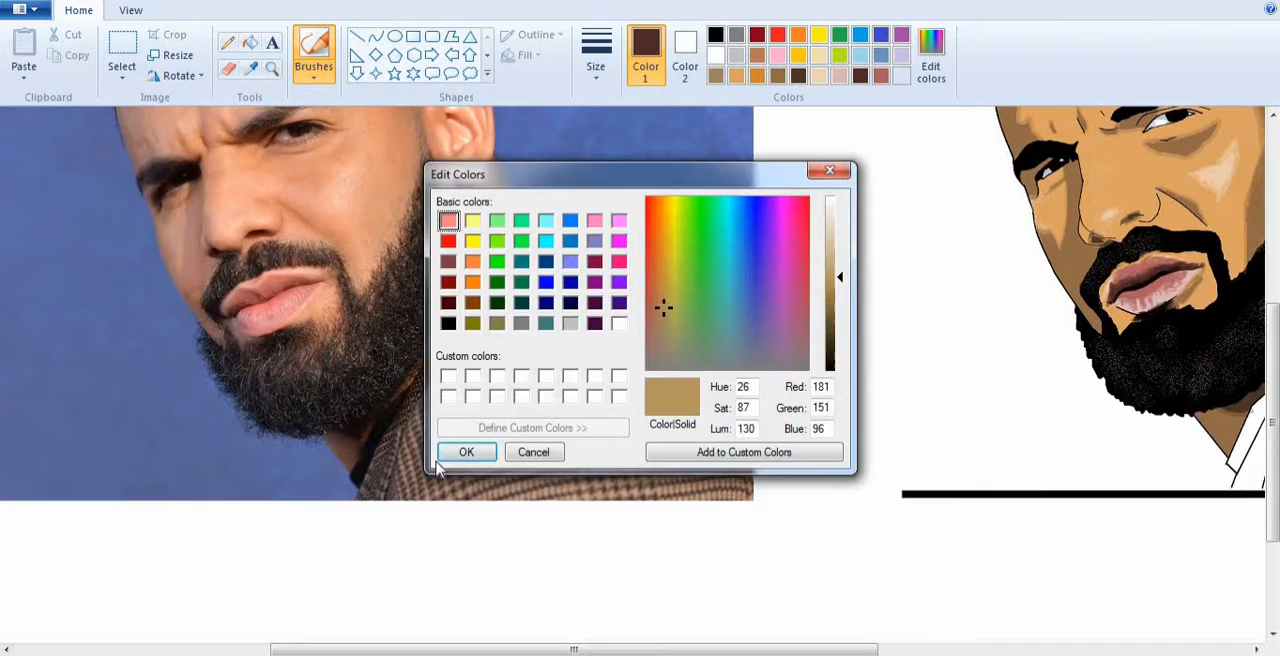 Home View
Paste
Cut
Copy
Clipboard
Select
Crop
Resize
Rotate
Image
A
Tools
Brushes
Outline
Fill
Shapes
Size
Color 1
Color 2
Edit colors
Colors
Edit Colors
Basic colors:
Custom colors:
Define Custom Colors >>
OK Cancel
Color|Solid
Hue: 26 Red: 181
Sat: 87 Green: 151
Lum: 130 Blue: 96
Add to Custom Colors